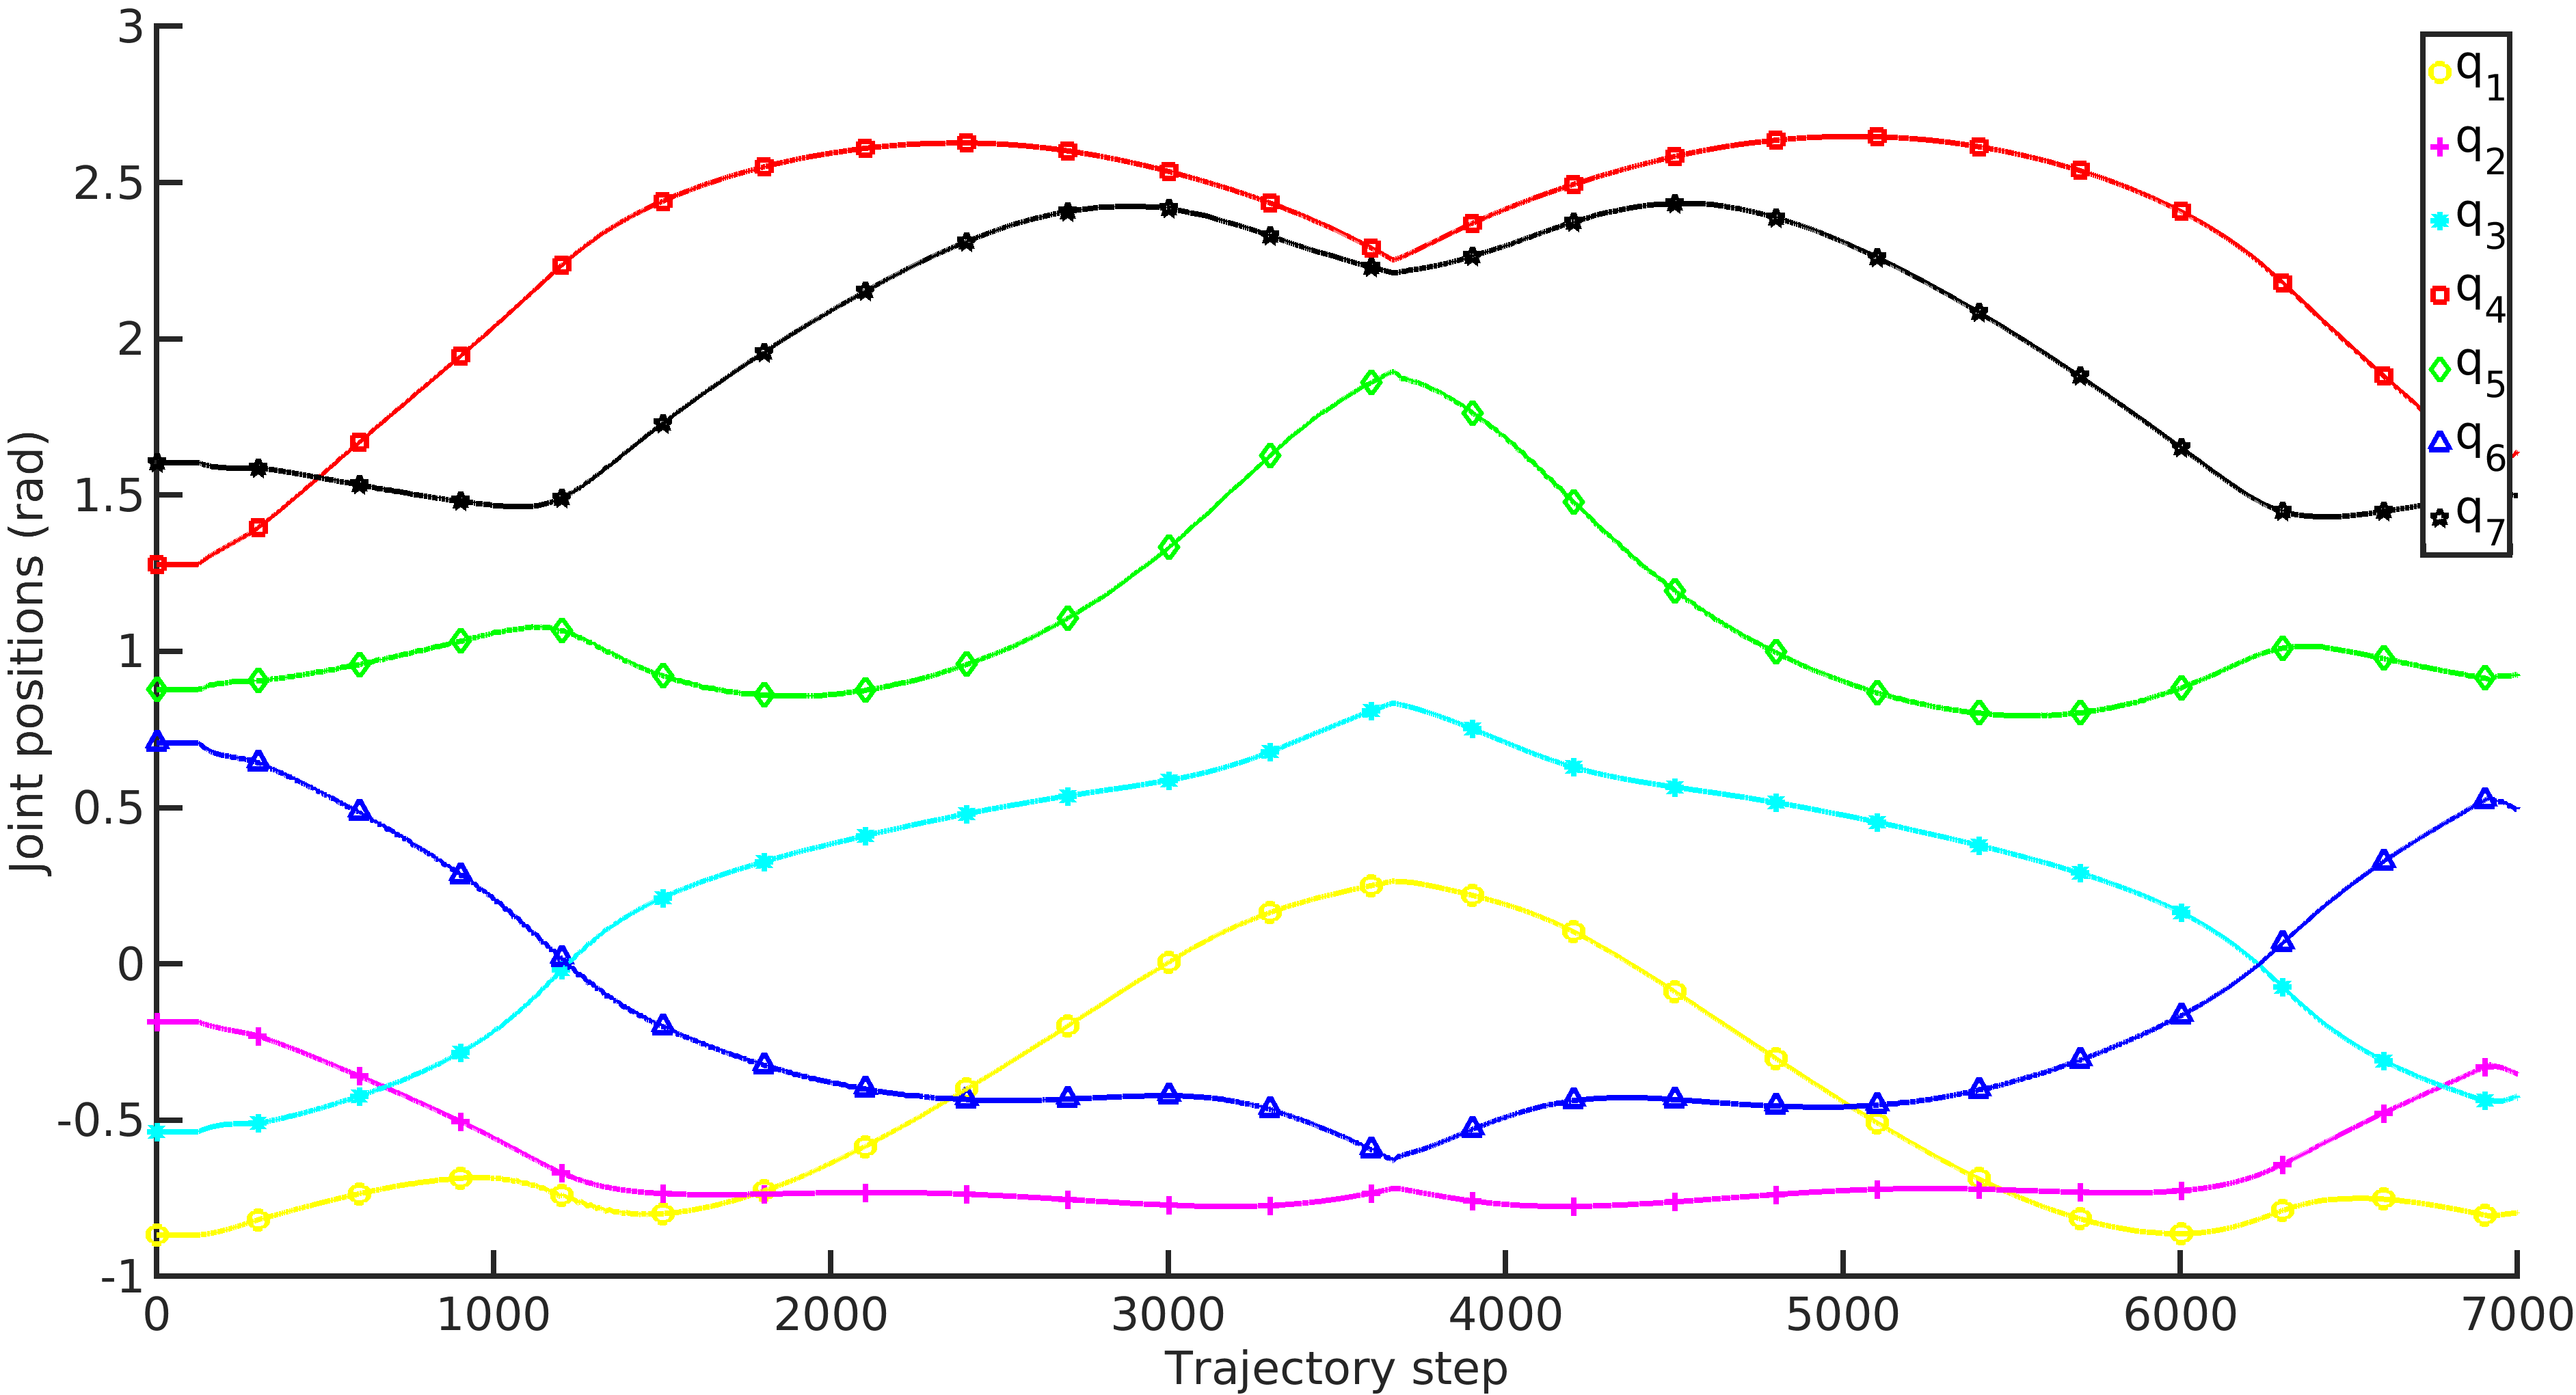 3
2.5
2
1.5
1
0.5
0
-0.5
-1
Joint positions (rad)
0 1000 2000 3000 4000 5000 6000 7000
Trajectory step
q1
q2
q3
q4
q5
q6
q7